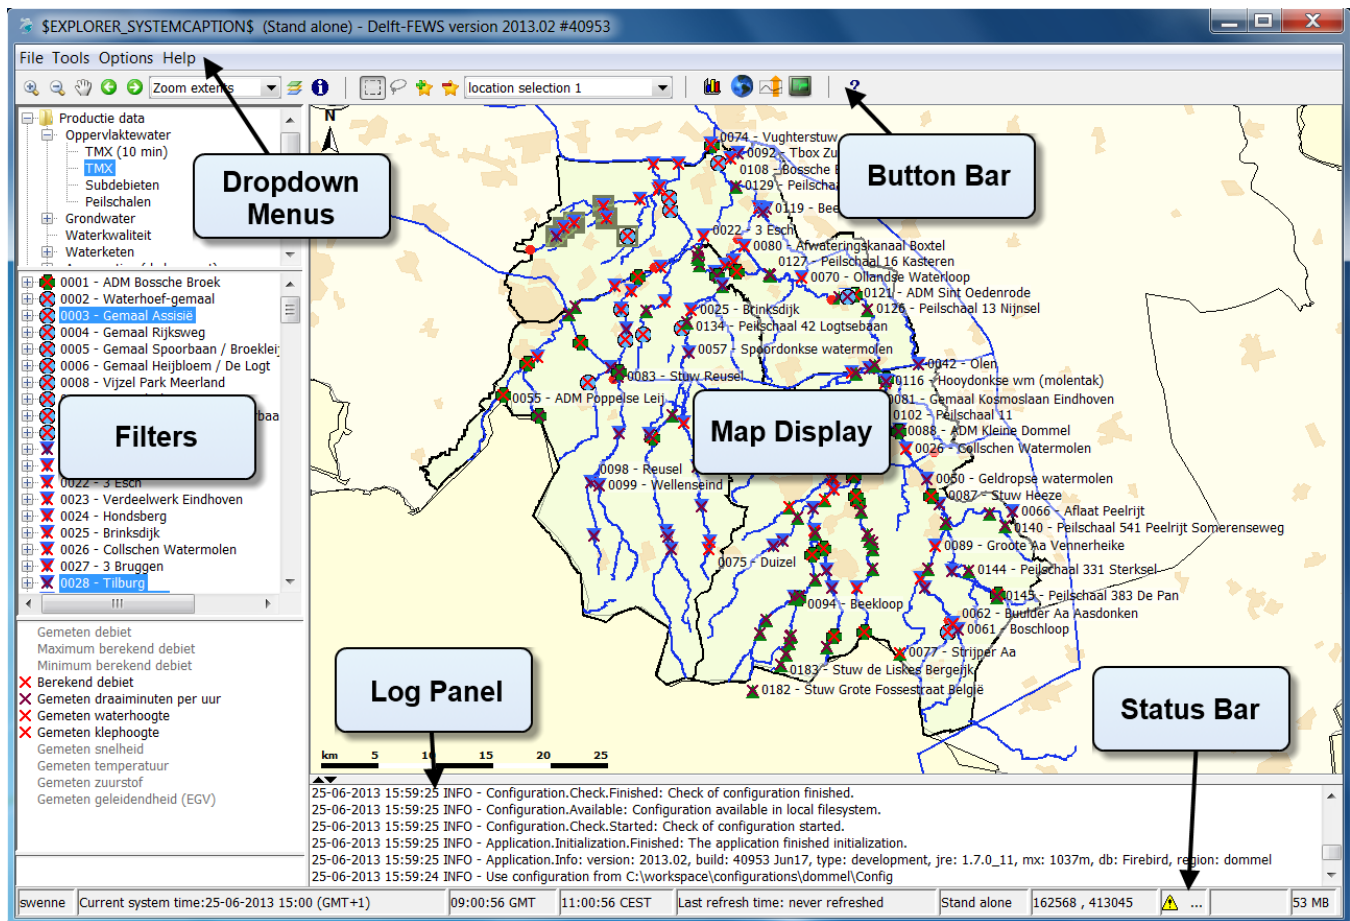 $EXPLORER_SYSTEMCAPTION$ (Stand alone) - Delft-FEWS version 2013.02 #40953
File Tools Options Help
Zoom extents
location selection 1
?
Productie data
Oppervlaktewater
TMX (10 min)
TMX
Subdebieten
Peilschalen
Grondwater
Waterkwaliteit
Waterketen
Dropdown
Menus
Button Bar
0001 - ADM Bossche Broek
0002 - Waterhoef-gemaal
0003 - Gemaal Assisië
0004 - Gemaal Rijksweg
0005 - Gemaal Spoorbaan / Broekleij
0006 - Gemaal Heijbloem / De Logt
0008 - Vijzel Park Meerland
Filters
0022 - 3 Esch
0023 - Verdeelwerk Eindhoven
0024 - Hondsberg
0025 - Brinksdijk
0026 - Collschen Watermolen
0027 - 3 Bruggen
0028 - Tilburg
Gemeten debiet
Maximum berekend debiet
Minimum berekend debiet
Berekend debiet
Gemeten draaiminuten per uur
Gemeten waterhoogte
Gemeten klephoogte
Gemeten snelheid
Gemeten temperatuur
Gemeten zuurstof
Gemeten geleidendheid (EGV)
N
0074 - Vughterstuw
0092 - Tbox Zu
0108 - Bossche
0129 - Peilschaa
0119 - Bee
0022 - 3 Esch
0080 - Afwateringskanaal Boxtel
0127 - Peilschaal 16 Kasteren
0070 - Ollandse Waterloop
0121 - ADM Sint Oedenrode
0126 - Peilschaal 13 Nijnsel
0025 - Brinksdijk
0134 - Peilschaal 42 Logtsebaan
0057 - Spoordonkse watermolen
0042 - Olen
0083 - Stuw Reusel
0116 - Hooydonkse wm (molentak)
0055 - ADM Poppelse Leij
0081 - Gemaal Kosmoslaan Eindhoven
0102 - Peilschaal 11
Map Display
0088 - ADM Kleine Dommel
0026 - Collschen Watermolen
0098 - Reusel
0099 - Wellenseind
0050 - Geldropse watermolen
0087 - Stuw Heeze
0066 - Aflaat Peelrijt
0140 - Peilschaal 541 Peelrijt Somerenseweg
0089 - Groote Aa Vennerheike
0075 - Duizel
0144 - Peilschaal 331 Sterksel
0094 - Beekloop
0145 - Peilschaal 383 De Pan
0062 - Buulder Aa Aasdonken
0061 - Boschloop
0077 - Strijper Aa
0183 - Stuw de Liskes Bergeijk
0182 - Stuw Grote Fossestraat België
Log Panel
Status Bar
km 5 10 15 20 25
25-06-2013 15:59:25 INFO - Configuration.Check.Finished: Check of configuration finished.
25-06-2013 15:59:25 INFO - Configuration.Available: Configuration available in local filesystem.
25-06-2013 15:59:25 INFO - Configuration.Check.Started: Check of configuration started.
25-06-2013 15:59:25 INFO - Application.Initialization.Finished: The application finished initialization.
25-06-2013 15:59:25 INFO - Application.Info: version: 2013.02, build: 40953 Jun17, type: development, jre: 1.7.0_11, mx: 1037m, db: Firebird, region: dommel
25-06-2013 15:59:24 INFO - Use configuration from C:\workspace\configurations\dommel\Config
swenne Current system time:25-06-2013 15:00 (GMT+1) 09:00:56 GMT 11:00:56 CEST Last refresh time: never refreshed Stand alone 162568 , 413045 ... 53 MB